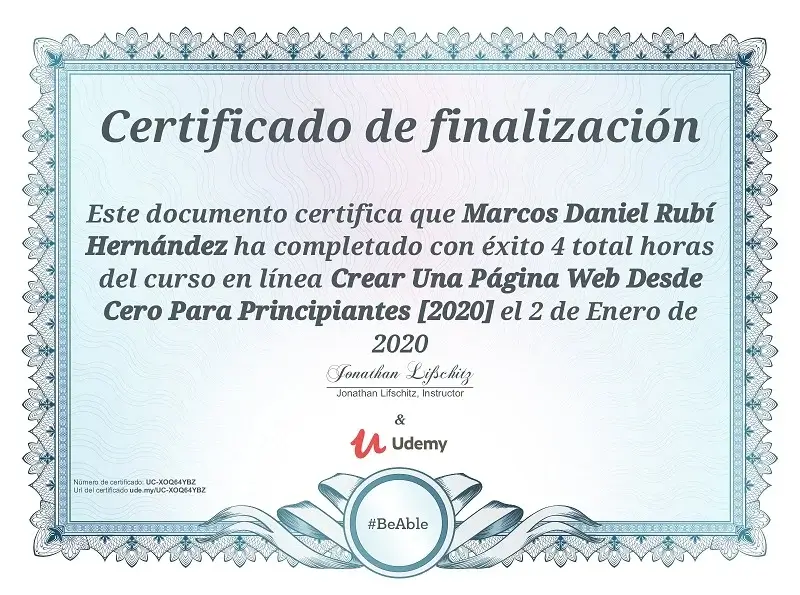 Certificado de finalización
Este documento certifica que Marcos Daniel Rubí
Hernández ha completado con éxito 4 total horas
del curso en línea Crear Una Página Web Desde
Cero Para Principiantes [2020] el 2 de Enero de
2020
Jonathan Lifschitz
Jonathan Lifschitz, Instructor
&
Udemy
Número de certificado: UC-XOQ64YBZ
Url del certificado ude.my/UC-XOQ64YBZ
#BeAble